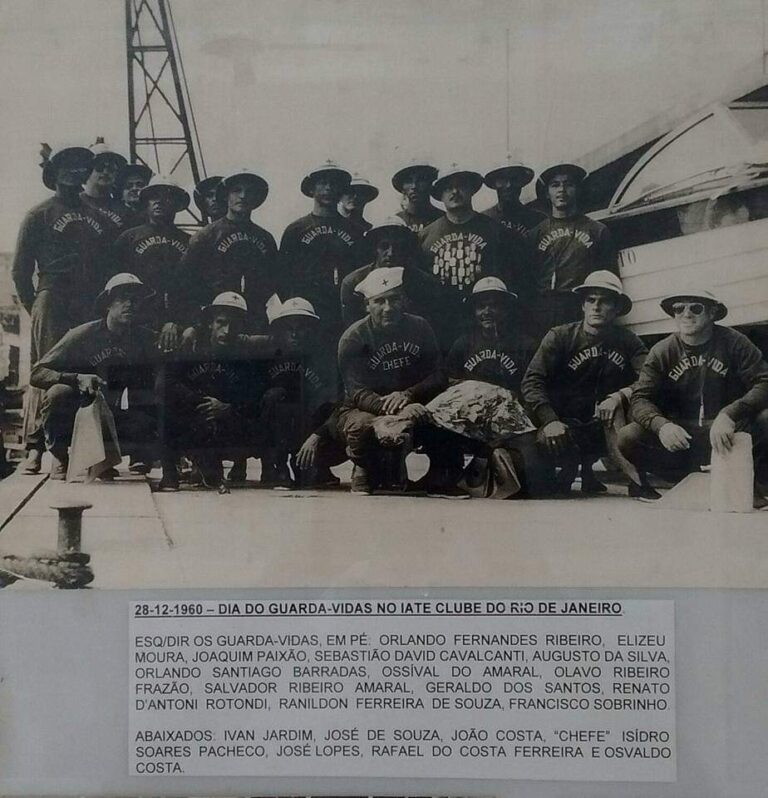 GUARDA-VIDA
GUARDA-VIDA
GUARDA-VIDA
GUARDA-VIDA
GUARDA-VIDA
GUARDA-VIDA
GUARDA-VIDA
GUARDA-VIDA
GUARDA-VIDA
GUARDA-VIDA
CHEFE
GUARDA-VIDA
GUARDA-VIDA
GUARDA-VIDA
28-12-1960 – DIA DO GUARDA-VIDAS NO IATE CLUBE DO RIO DE JANEIRO
ESQ/DIR OS GUARDA-VIDAS, EM PÉ: ORLANDO FERNANDES RIBEIRO, ELIZEU
MOURA, JOAQUIM PAIXÃO, SEBASTIÃO DAVID CAVALCANTI, AUGUSTO DA SILVA,
ORLANDO SANTIAGO BARRADAS, OSSÍVAL DO AMARAL, OLAVO RIBEIRO
FRAZÃO, SALVADOR RIBEIRO AMARAL, GERALDO DOS SANTOS, RENATO
D'ANTONI ROTONDI, RANILDON FERREIRA DE SOUZA, FRANCISCO SOBRINHO.
ABAIXADOS: IVAN JARDIM, JOSÉ DE SOUZA, JOÃO COSTA, "CHEFE" ISÍDRO
SOARES PACHECO, JOSÉ LOPES, RAFAEL DO COSTA FERREIRA E OSVALDO
COSTA.